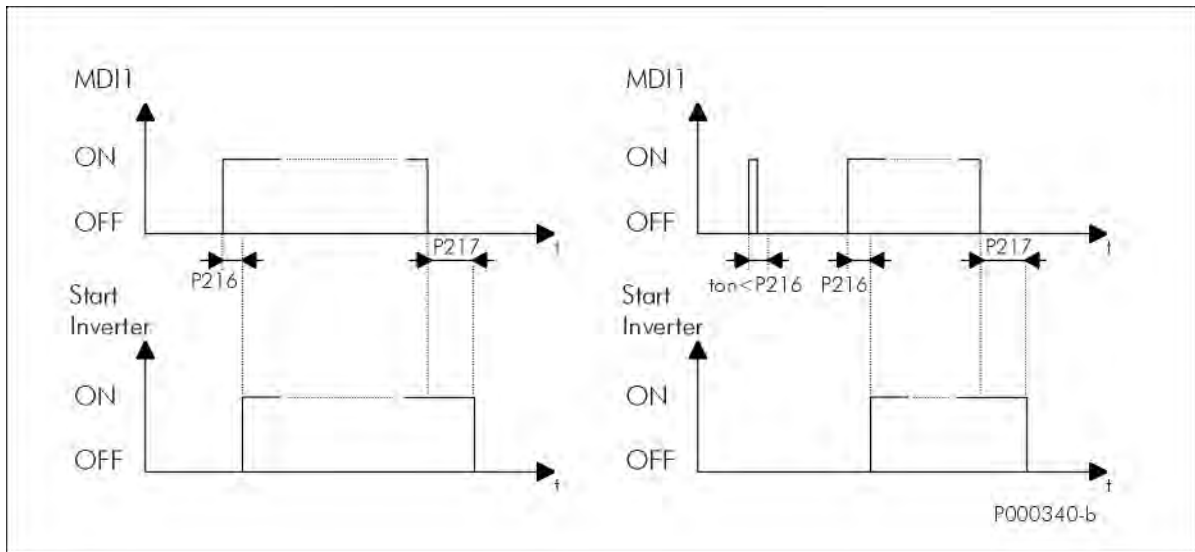 MDI1
ON
OFF
t
P216
P217
Start
Inverter
ON
OFF
t
MDI1
ON
OFF
t
ton<P216
P216
P217
Start
Inverter
ON
OFF
t
P000340-b